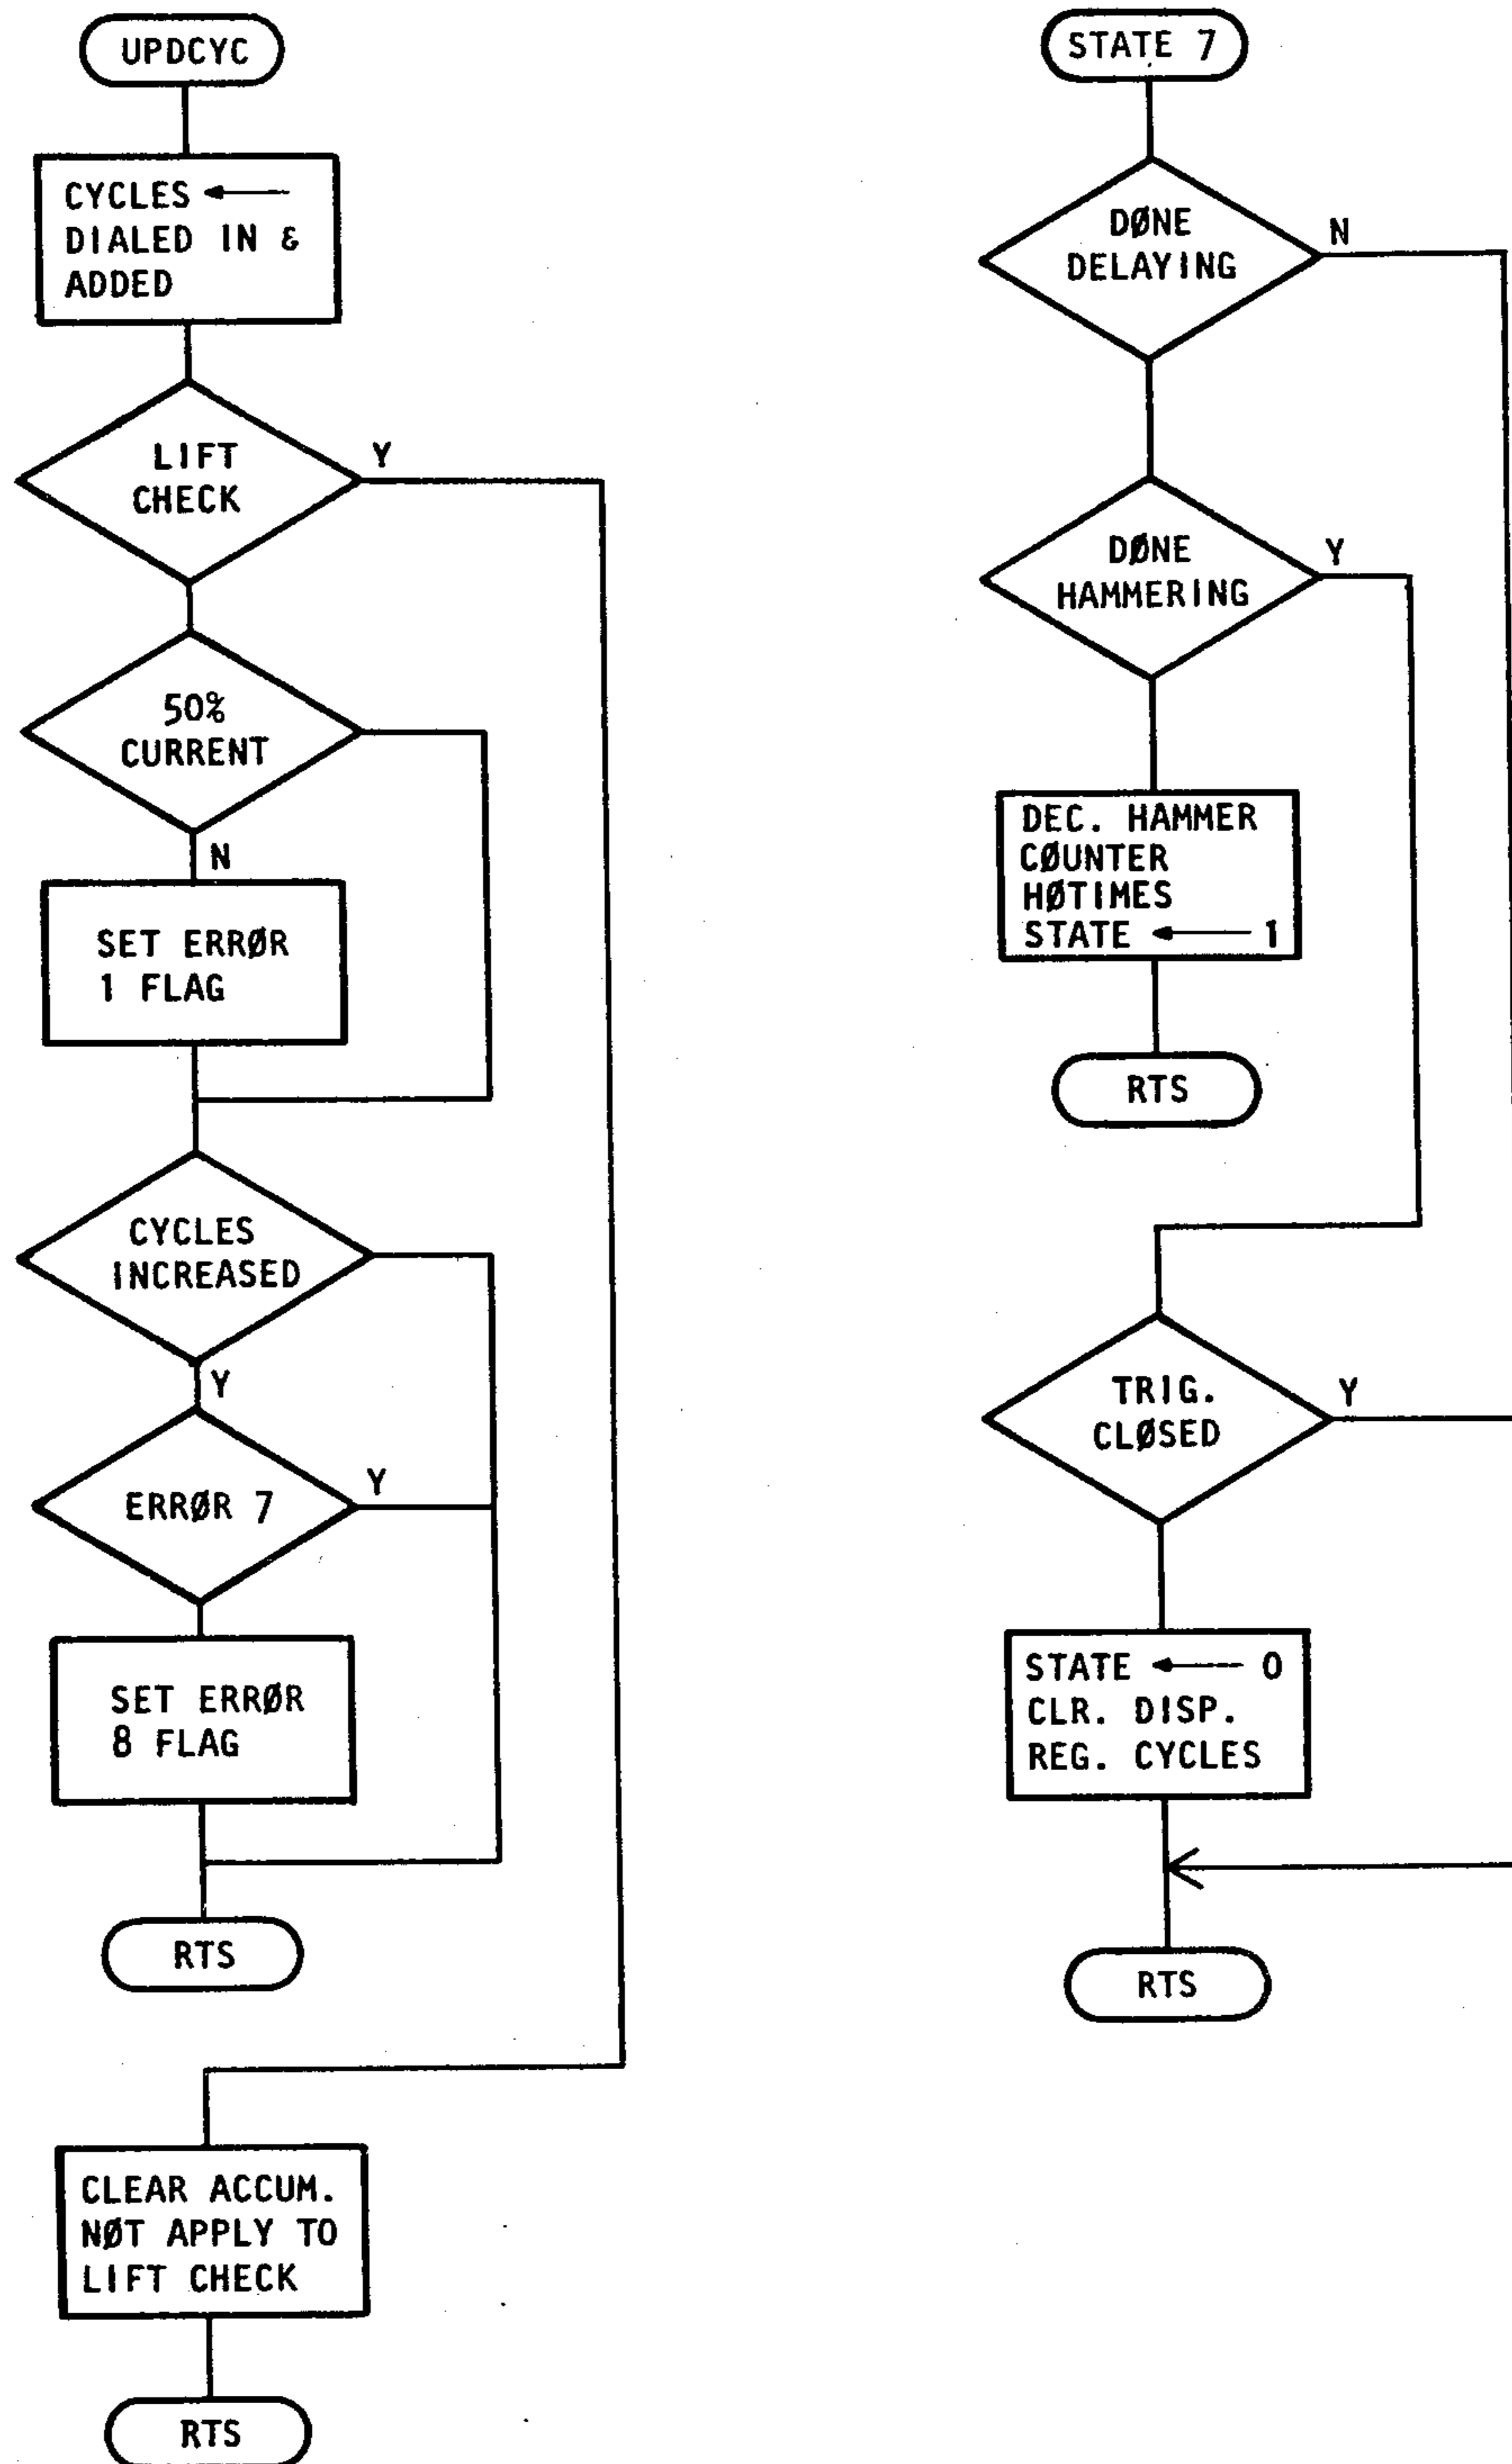 UPDCYC
CYCLES ←
DIALED IN &
ADDED
LIFT
CHECK
Y
50%
CURRENT
N
SET ERRØR
1 FLAG
CYCLES
INCREASED
Y
ERRØR 7
Y
SET ERRØR
8 FLAG
RTS
CLEAR ACCUM.
NØT APPLY TO
LIFT CHECK
RTS
STATE 7
DØNE
DELAYING
N
DØNE
HAMMERING
Y
DEC. HAMMER
CØUNTER
HØTIMES
STATE ← 1
RTS
TRIG.
CLØSED
Y
STATE ← 0
CLR. DISP.
REG. CYCLES
RTS